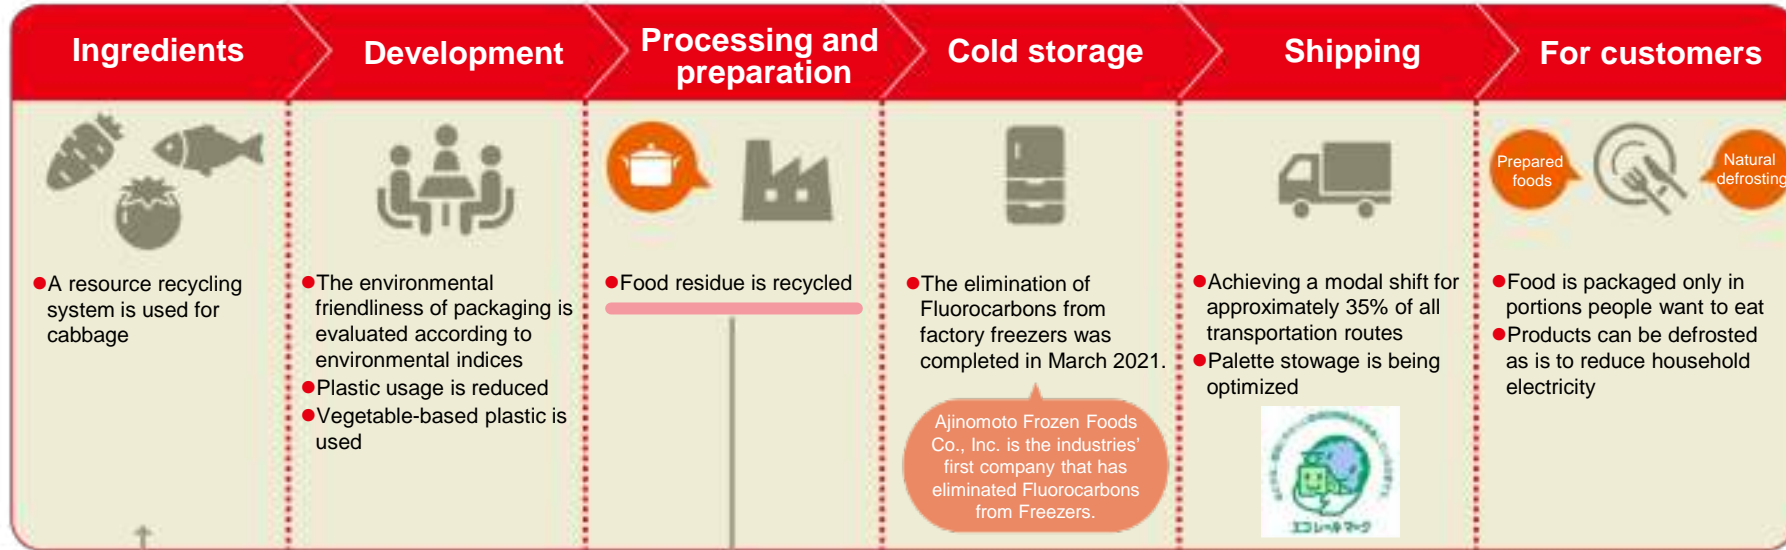 Ingredients
Development
Processing and
preparation
Cold storage
Shipping
For customers
●A resource recycling
system is used for
cabbage
●The environmental
friendliness of packaging is
evaluated according to
environmental indices
●Plastic usage is reduced
●Vegetable-based plastic is
used
●Food residue is recycled
●The elimination of
Fluorocarbons from
factory freezers was
completed in March 2021.
Ajinomoto Frozen Foods
Co., Inc. is the industries’
first company that has
eliminated Fluorocarbons
from Freezers.
●Achieving a modal shift for
approximately 35% of all
transportation routes
●Palette stowage is being
optimized
エコレールマーク
Prepared
foods
Natural
defrosting
●Food is packaged only in
portions people want to eat
●Products can be defrosted
as is to reduce household
electricity